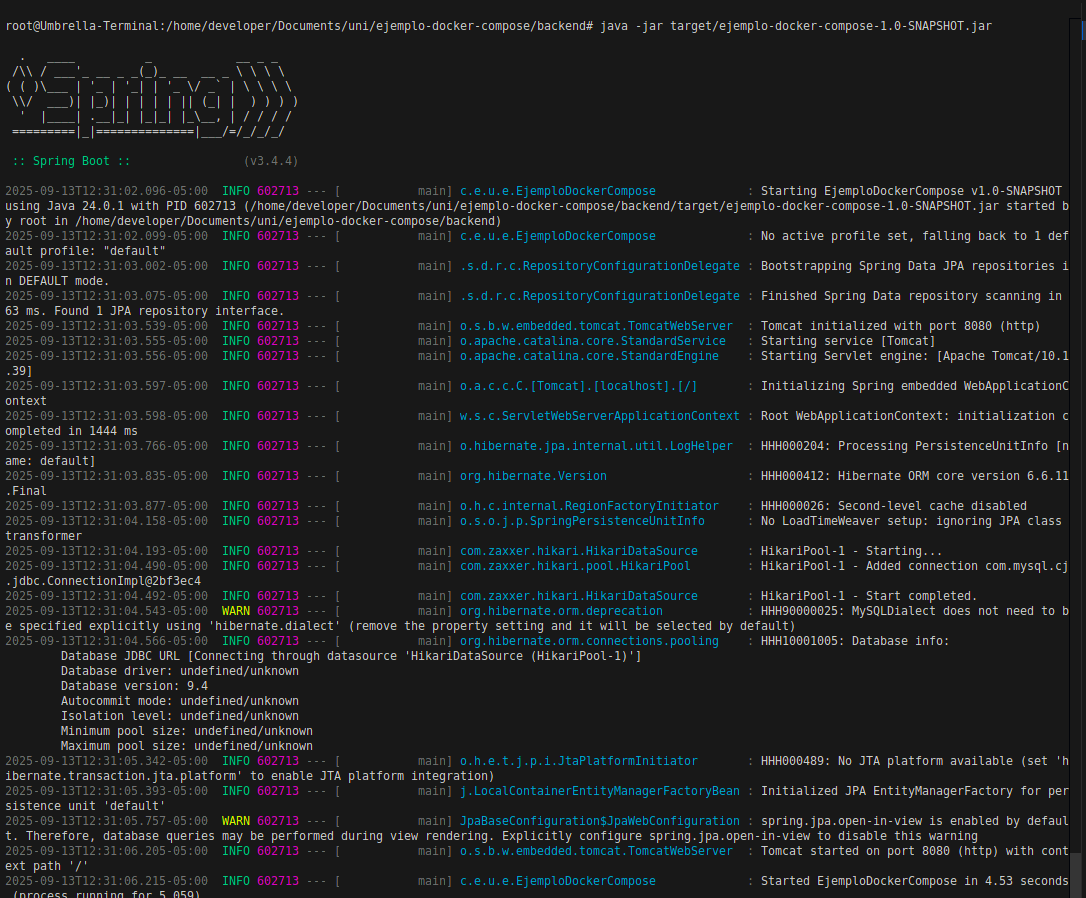 root@Umbrella-Terminal:/home/developer/Documents/uni/ejemplo-docker-compose/backend# java -jar target/ejemplo-docker-compose-1.0-SNAPSHOT.jar
  .   ____          _            __ _ _
 /\\ / ___'_ __ _ _(_)_ __  __ _ \ \ \ \
( ( )\___ | '_ | '_| | '_ \/ _` | \ \ \ \
 \\/  ___)| |_)| | | | | || (_| |  ) ) ) )
  '  |____| .__|_| |_|_| |_\__, | / / / /
 =========|_|==============|___/=/_/_/_/
 :: Spring Boot ::                (v3.4.4)
2025-09-13T12:31:02.096-05:00  INFO 602713 --- [           main] c.e.u.e.EjemploDockerCompose             : Starting EjemploDockerCompose v1.0-SNAPSHOT
using Java 24.0.1 with PID 602713 (/home/developer/Documents/uni/ejemplo-docker-compose/backend/target/ejemplo-docker-compose-1.0-SNAPSHOT.jar started b
y root in /home/developer/Documents/uni/ejemplo-docker-compose/backend)
2025-09-13T12:31:02.099-05:00  INFO 602713 --- [           main] c.e.u.e.EjemploDockerCompose             : No active profile set, falling back to 1 def
ault profile: "default"
2025-09-13T12:31:03.002-05:00  INFO 602713 --- [           main] .s.d.r.c.RepositoryConfigurationDelegate : Bootstrapping Spring Data JPA repositories i
n DEFAULT mode.
2025-09-13T12:31:03.075-05:00  INFO 602713 --- [           main] .s.d.r.c.RepositoryConfigurationDelegate : Finished Spring Data repository scanning in
63 ms. Found 1 JPA repository interface.
2025-09-13T12:31:03.539-05:00  INFO 602713 --- [           main] o.s.b.w.embedded.tomcat.TomcatWebServer  : Tomcat initialized with port 8080 (http)
2025-09-13T12:31:03.555-05:00  INFO 602713 --- [           main] o.apache.catalina.core.StandardService   : Starting service [Tomcat]
2025-09-13T12:31:03.556-05:00  INFO 602713 --- [           main] o.apache.catalina.core.StandardEngine    : Starting Servlet engine: [Apache Tomcat/10.1
.39]
2025-09-13T12:31:03.597-05:00  INFO 602713 --- [           main] o.a.c.c.C.[Tomcat].[localhost].[/]       : Initializing Spring embedded WebApplicationC
ontext
2025-09-13T12:31:03.598-05:00  INFO 602713 --- [           main] w.s.c.ServletWebServerApplicationContext : Root WebApplicationContext: initialization c
ompleted in 1444 ms
2025-09-13T12:31:03.766-05:00  INFO 602713 --- [           main] o.hibernate.jpa.internal.util.LogHelper  : HHH000204: Processing PersistenceUnitInfo [n
ame: default]
2025-09-13T12:31:03.835-05:00  INFO 602713 --- [           main] org.hibernate.Version                    : HHH000412: Hibernate ORM core version 6.6.11
.Final
2025-09-13T12:31:03.877-05:00  INFO 602713 --- [           main] o.h.c.internal.RegionFactoryInitiator    : HHH000026: Second-level cache disabled
2025-09-13T12:31:04.158-05:00  INFO 602713 --- [           main] o.s.o.j.p.SpringPersistenceUnitInfo      : No LoadTimeWeaver setup: ignoring JPA class
transformer
2025-09-13T12:31:04.193-05:00  INFO 602713 --- [           main] com.zaxxer.hikari.HikariDataSource       : HikariPool-1 - Starting...
2025-09-13T12:31:04.490-05:00  INFO 602713 --- [           main] com.zaxxer.hikari.pool.HikariPool        : HikariPool-1 - Added connection com.mysql.cj
.jdbc.ConnectionImpl@2bf3ec4
2025-09-13T12:31:04.492-05:00  INFO 602713 --- [           main] com.zaxxer.hikari.HikariDataSource       : HikariPool-1 - Start completed.
2025-09-13T12:31:04.543-05:00  WARN 602713 --- [           main] org.hibernate.orm.deprecation            : HHH90000025: MySQLDialect does not need to b
e specified explicitly using 'hibernate.dialect' (remove the property setting and it will be selected by default)
2025-09-13T12:31:04.566-05:00  INFO 602713 --- [           main] org.hibernate.orm.connections.pooling    : HHH10001005: Database info:
        Database JDBC URL [Connecting through datasource 'HikariDataSource (HikariPool-1)']
        Database driver: undefined/unknown
        Database version: 9.4
        Autocommit mode: undefined/unknown
        Isolation level: undefined/unknown
        Minimum pool size: undefined/unknown
        Maximum pool size: undefined/unknown
2025-09-13T12:31:05.342-05:00  INFO 602713 --- [           main] o.h.e.t.j.p.i.JtaPlatformInitiator       : HHH000489: No JTA platform available (set 'h
ibernate.transaction.jta.platform' to enable JTA platform integration)
2025-09-13T12:31:05.393-05:00  INFO 602713 --- [           main] j.LocalContainerEntityManagerFactoryBean : Initialized JPA EntityManagerFactory for per
sistence unit 'default'
2025-09-13T12:31:05.757-05:00  WARN 602713 --- [           main] JpaBaseConfiguration$JpaWebConfiguration : spring.jpa.open-in-view is enabled by defaul
t. Therefore, database queries may be performed during view rendering. Explicitly configure spring.jpa.open-in-view to disable this warning
2025-09-13T12:31:06.205-05:00  INFO 602713 --- [           main] o.s.b.w.embedded.tomcat.TomcatWebServer  : Tomcat started on port 8080 (http) with cont
ext path '/'
2025-09-13T12:31:06.215-05:00  INFO 602713 --- [           main] c.e.u.e.EjemploDockerCompose             : Started EjemploDockerCompose in 4.53 seconds
 (process running for 5.059)